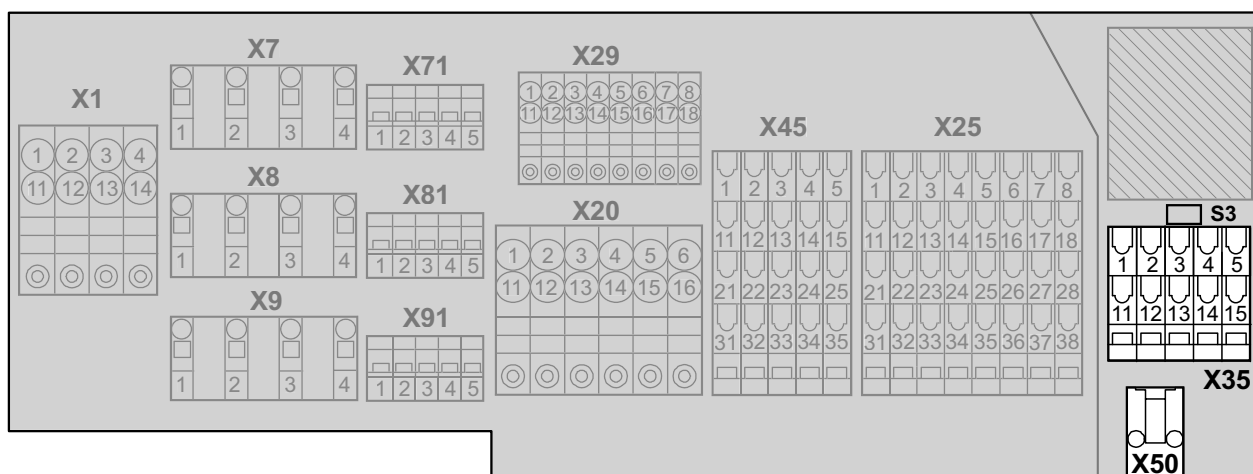 X1
1 2 3 4
11 12 13 14
X7
1 2 3 4
X8
1 2 3 4
X9
1 2 3 4
X71
1 2 3 4 5
X81
1 2 3 4 5
X91
1 2 3 4 5
X29
1 2 3 4 5 6 7 8
11 12 13 14 15 16 17 18
X20
1 2 3 4 5 6
11 12 13 14 15 16
X45
1 2 3 4 5
11 12 13 14 15
21 22 23 24 25
31 32 33 34 35
X25
1 2 3 4 5 6 7 8
11 12 13 14 15 16 17 18
21 22 23 24 25 26 27 28
31 32 33 34 35 36 37 38
S3
1 2 3 4 5
11 12 13 14 15
X35
X50